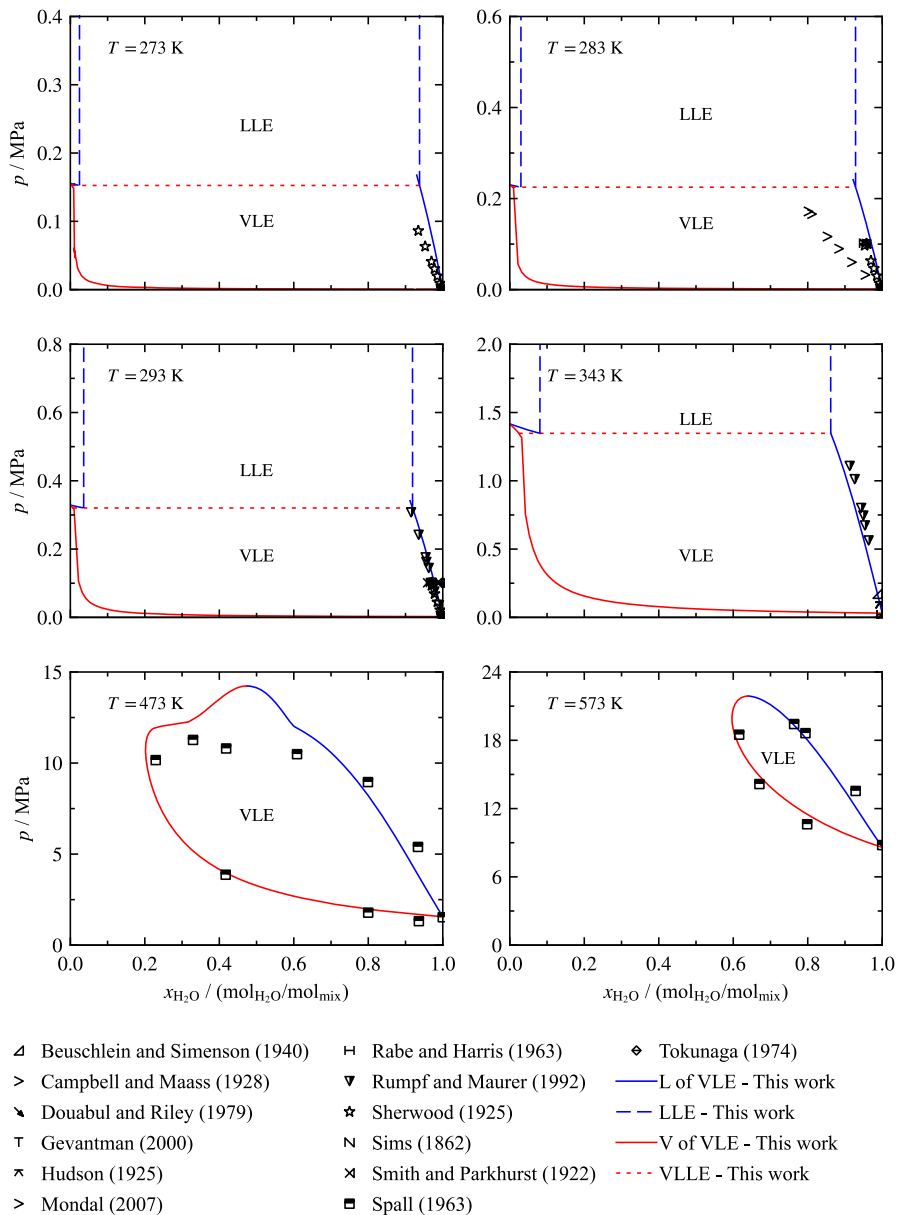 T = 273 K
p / MPa
0.4
0.3
0.2
0.1
0.0
LLE
VLE
T = 283 K
0.6
0.4
0.2
0.0
LLE
VLE
T = 293 K
p / MPa
0.8
0.6
0.4
0.2
0.0
LLE
VLE
T = 343 K
2.0
1.5
1.0
0.5
0.0
LLE
VLE
T = 473 K
p / MPa
15
10
5
0
VLE
0.0 0.2 0.4 0.6 0.8 1.0
xH2O / (molH2O/molmix)
T = 573 K
24
18
12
6
0
VLE
0.0 0.2 0.4 0.6 0.8 1.0
xH2O / (molH2O/molmix)
Beuschlein and Simenson (1940)
Campbell and Maass (1928)
Douabul and Riley (1979)
Gevantman (2000)
Hudson (1925)
Mondal (2007)
Rabe and Harris (1963)
Rumpf and Maurer (1992)
Sherwood (1925)
Sims (1862)
Smith and Parkhurst (1922)
Spall (1963)
Tokunaga (1974)
L of VLE - This work
LLE - This work
V of VLE - This work
VLLE - This work